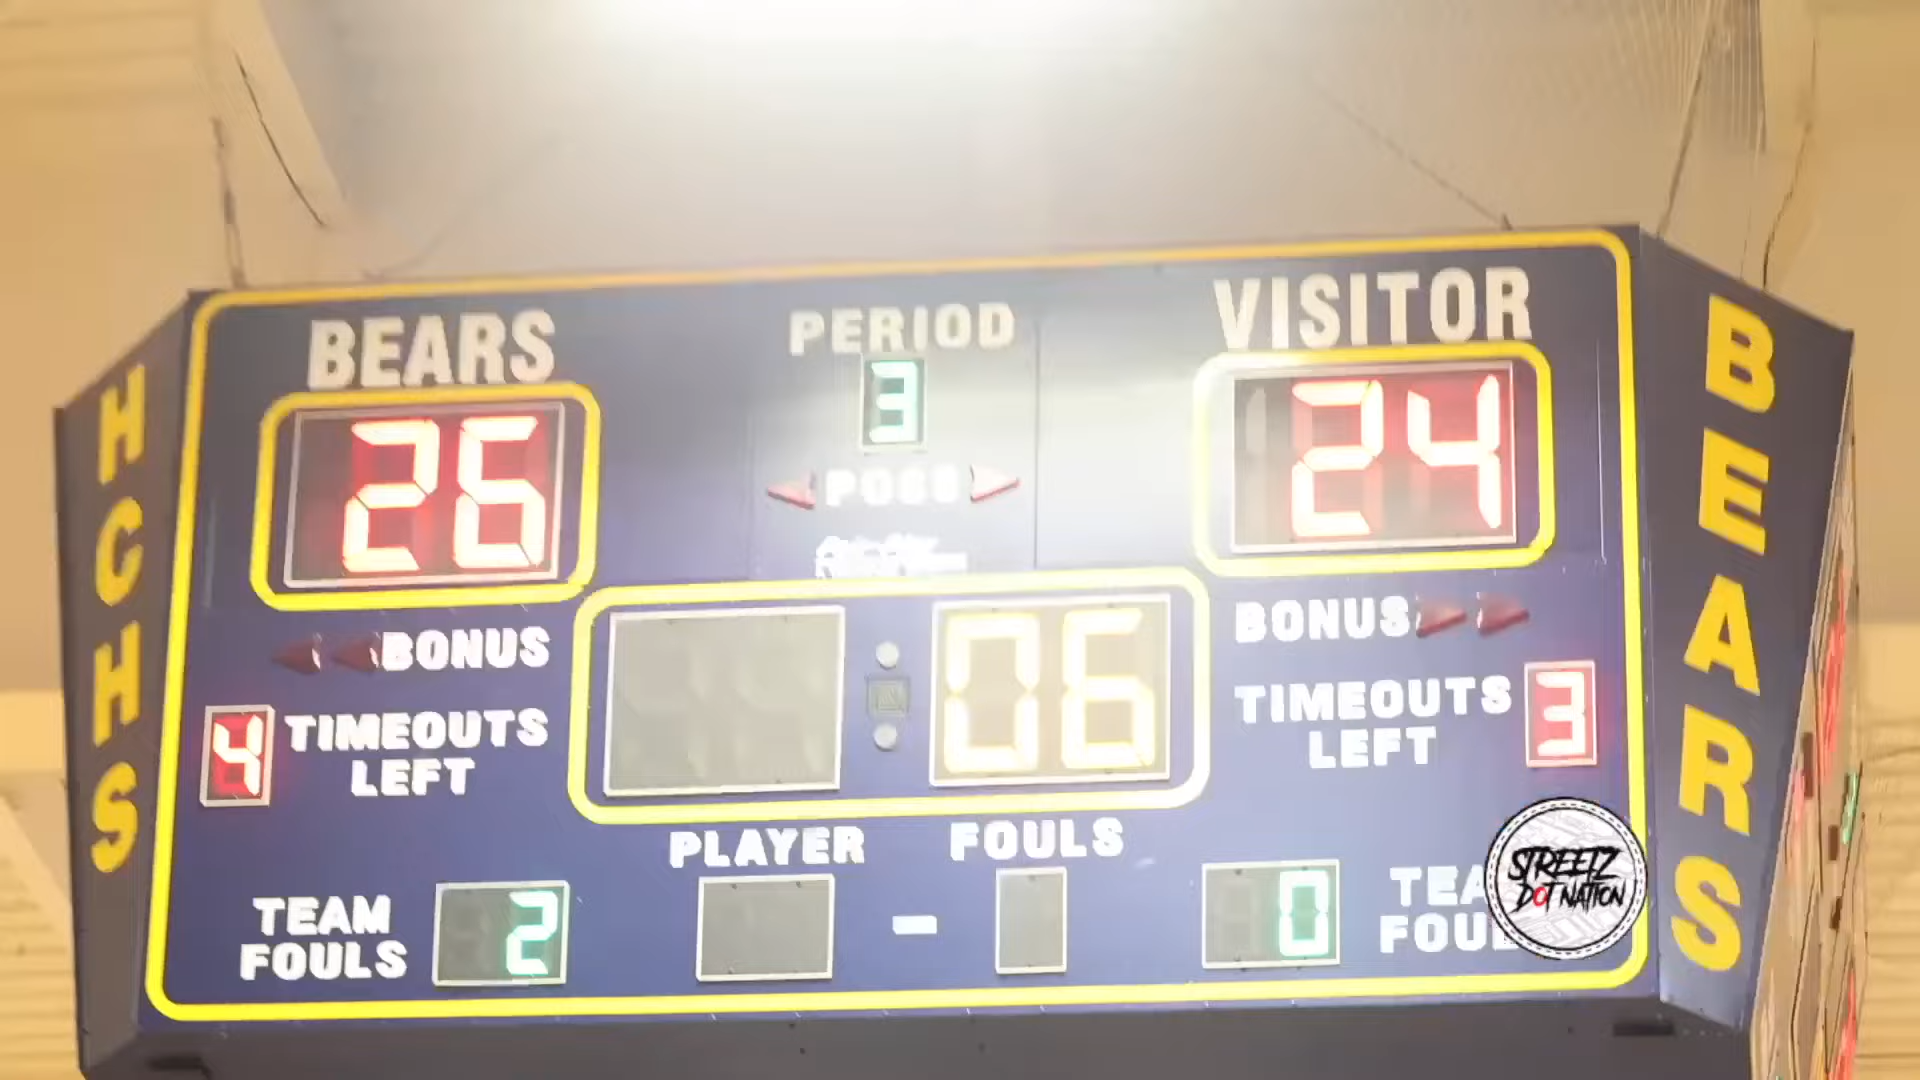 BEARS
PERIOD
VISITOR
26
3
24
POSS
06
BONUS
BONUS
4
TIMEOUTS
LEFT
TIMEOUTS
LEFT
3
PLAYER
FOULS
TEAM
FOULS
2
-
0
HCHS
BEARS
STREETZ
DOT NATION